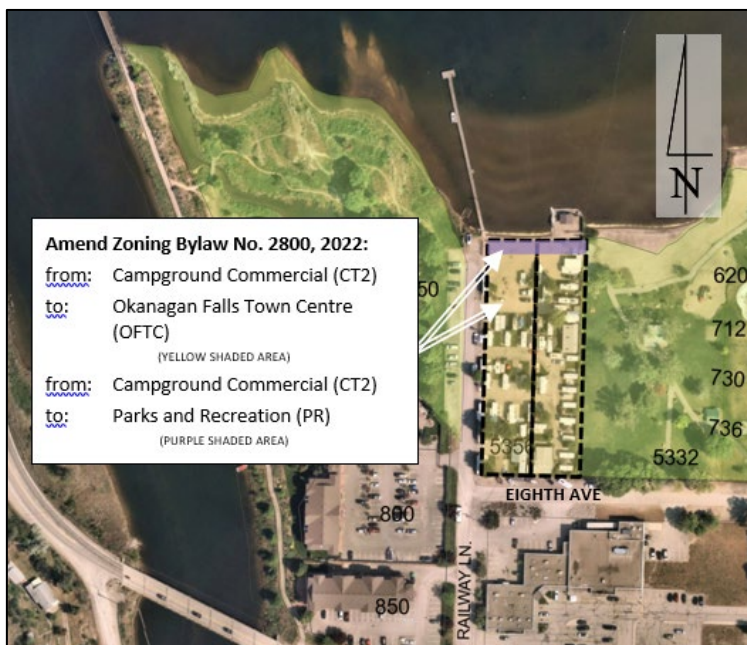 N
Amend Zoning Bylaw No. 2800, 2022:
from: Campground Commercial (CT2)
to: Okanagan Falls Town Centre
(OFTC)
(YELLOW SHADED AREA)
from: Campground Commercial (CT2)
to: Parks and Recreation (PR)
(PURPLE SHADED AREA)
50
620
712
730
736
5356
5332
EIGHTH AVE
800
850
RAILWAY LN.